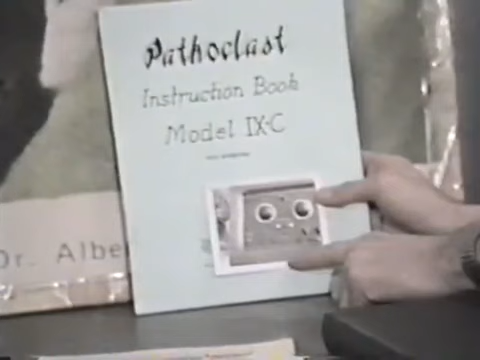 Pathoclast
Instruction Book
Model IX-C
Dr. Albe